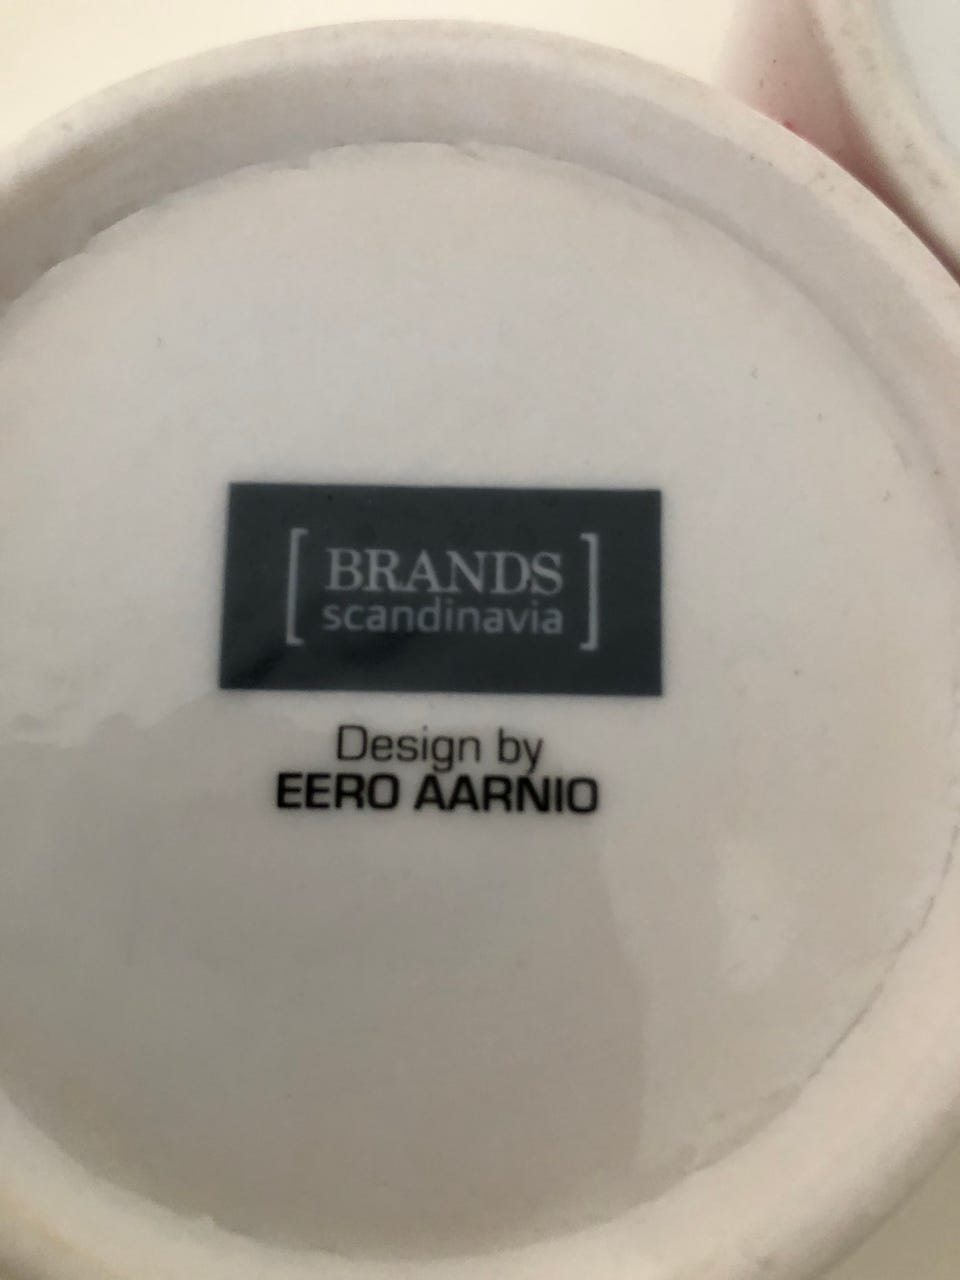 [ BRANDS
scandinavia ]
Design by
EERO AARNIO